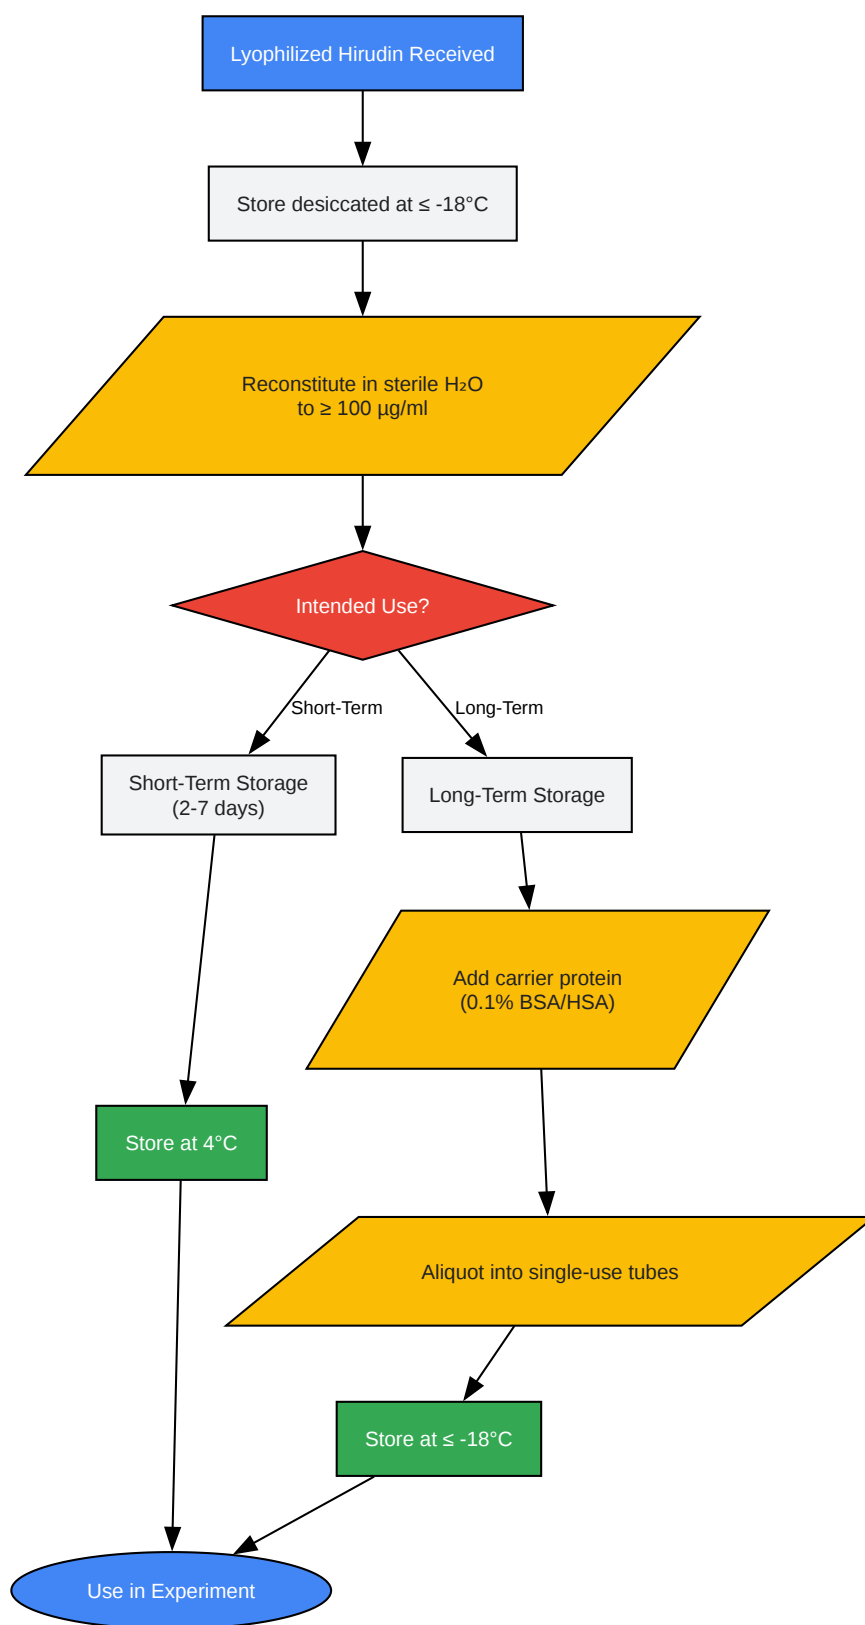 Lyophilized Hirudin Received
Store desiccated at ≤ -18°C
Reconstitute in sterile H₂O
to ≥ 100 µg/ml
Intended Use?
Short-Term
Long-Term
Short-Term Storage
(2-7 days)
Long-Term Storage
Add carrier protein
(0.1% BSA/HSA)
Store at 4°C
Aliquot into single-use tubes
Store at ≤ -18°C
Use in Experiment